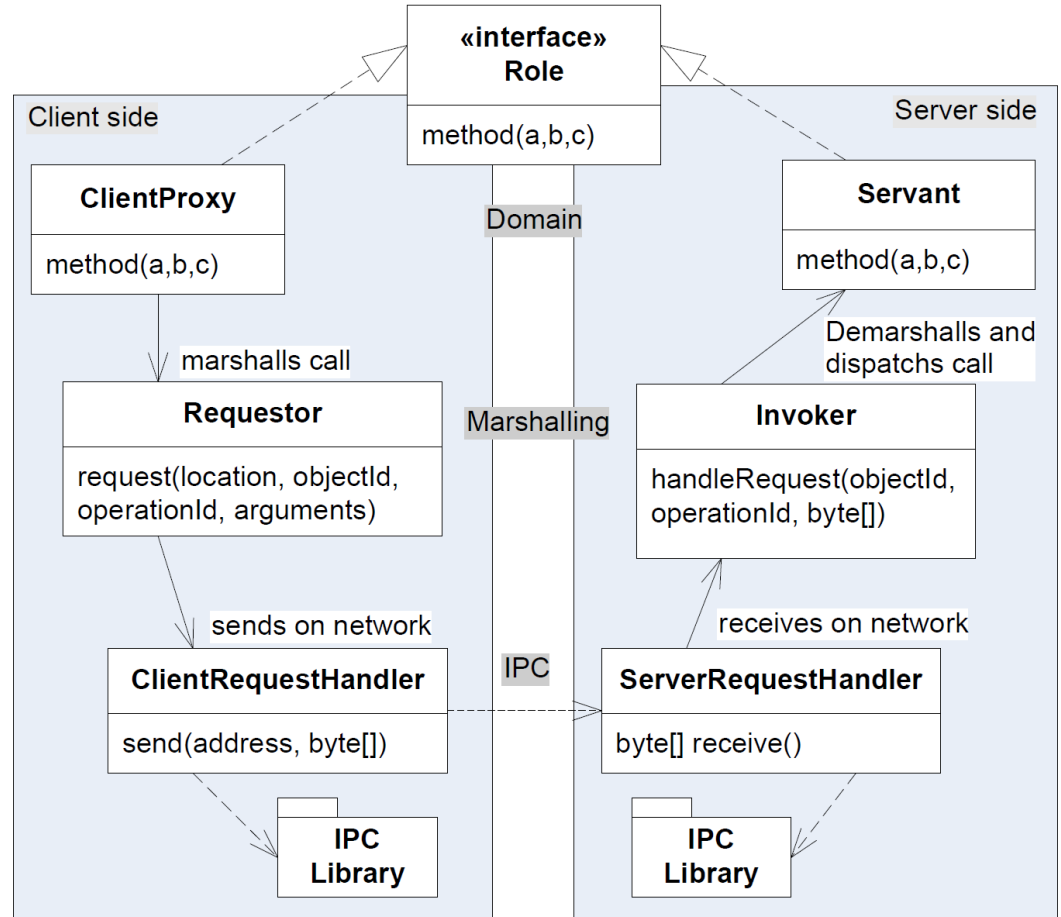 «interface»
Role
method(a,b,c)
Client side
Server side
ClientProxy
method(a,b,c)
Domain
Servant
method(a,b,c)
marshalls call
Demarshalls and
dispatchs call
Requestor
request(location, objectId,
operationId, arguments)
Marshalling
Invoker
handleRequest(objectId,
operationId, byte[])
sends on network
receives on network
ClientRequestHandler
send(address, byte[])
IPC
ServerRequestHandler
byte[] receive()
IPC
Library
IPC
Library